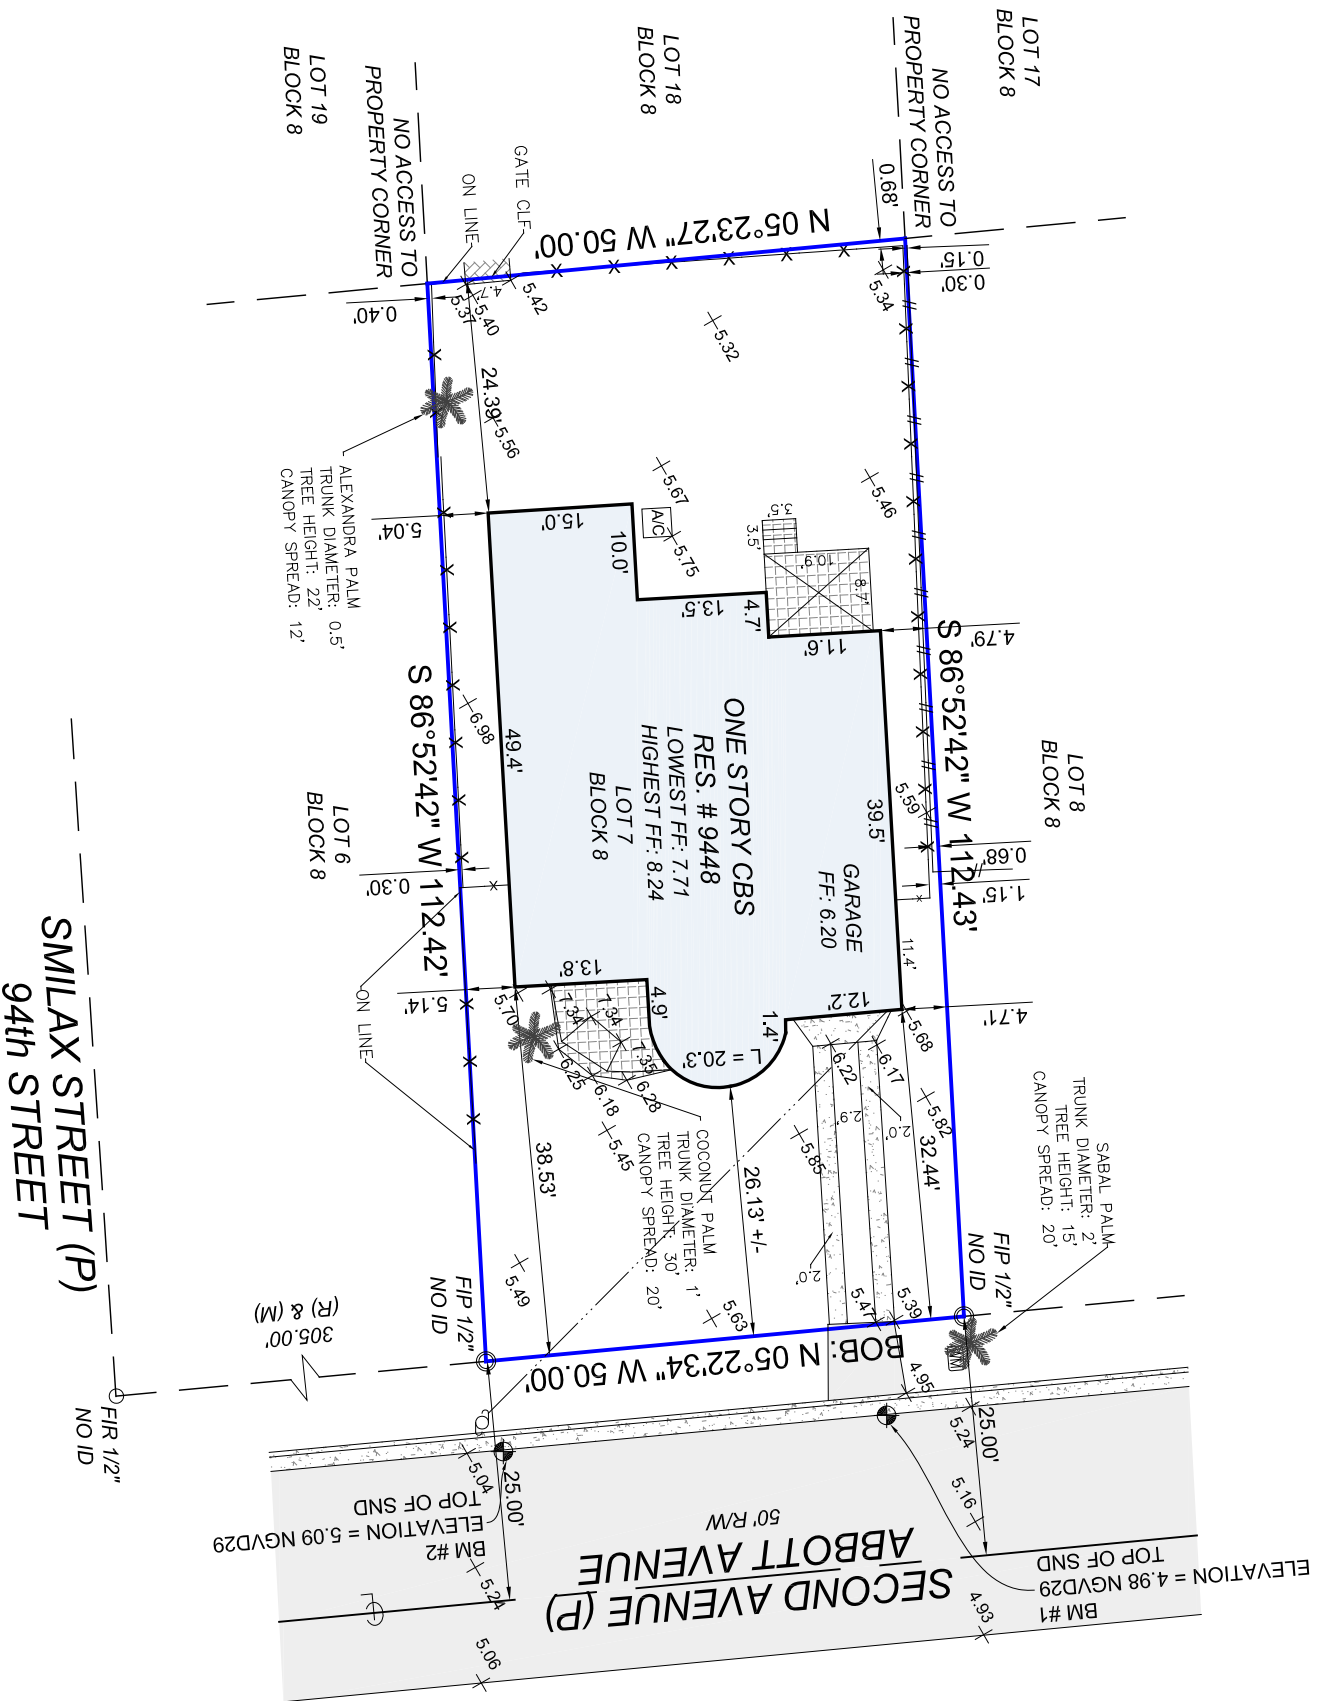 LOT 17
BLOCK 8
LOT 18
BLOCK 8
LOT 19
BLOCK 8
NO ACCESS TO
PROPERTY CORNER
NO ACCESS TO
PROPERTY CORNER
GATE CLF
ON LINE
0.68'
N 05°23'27" W 50.00'
0.15'
0.30'
0.40'
5.34
5.42
4.7'
5.37
5.40
5.32
24.39'
5.56
5.67
5.46
ALEXANDRA PALM
TRUNK DIAMETER: 0.5'
TREE HEIGHT: 22'
CANOPY SPREAD: 12'
5.04'
15.0'
10.0'
A/C
5.75
3.5'
3.5'
10.9'
8.7'
13.5'
4.7'
11.6'
4.79'
S 86°52'42" W 112.43'
S 86°52'42" W 112.42'
6.98
49.4'
ONE STORY CBS
RES. # 9448
LOWEST FF: 7.71
HIGHEST FF: 8.24
LOT 7
BLOCK 8
39.5'
GARAGE
FF: 6.20
5.59
LOT 8
BLOCK 8
0.68'
1.15'
11.4'
LOT 6
BLOCK 8
0.30'
ON LINE
5.14'
13.8'
4.9'
12.2'
1.4'
L = 20.3'
4.71'
5.70
7.34
7.34
7.35
6.25
6.18
6.28
5.45
5.68
6.22
6.17
5.82
2.9'
2.0'
2.0'
5.85
32.44'
26.13' +/-
38.53'
COCONUT PALM
TRUNK DIAMETER: 1'
TREE HEIGHT: 30'
CANOPY SPREAD: 20'
SABAL PALM
TRUNK DIAMETER: 2'
TREE HEIGHT: 15'
CANOPY SPREAD: 20'
FIP 1/2"
NO ID
FIP 1/2"
NO ID
5.49
5.63
5.47
5.39
BOB: N 05°22'34" W 50.00'
WM
4.95
305.00'
(R) & (M)
FIR 1/2"
NO ID
SMILAX STREET (P)
94th STREET
25.00'
5.24
5.16
25.00'
5.04
5.24
5.06
4.93
BM #2
ELEVATION = 5.09 NGVD29
TOP OF SND
BM #1
ELEVATION = 4.98 NGVD29
TOP OF SND
SECOND AVENUE (P)
ABBOTT AVENUE
50' R/W